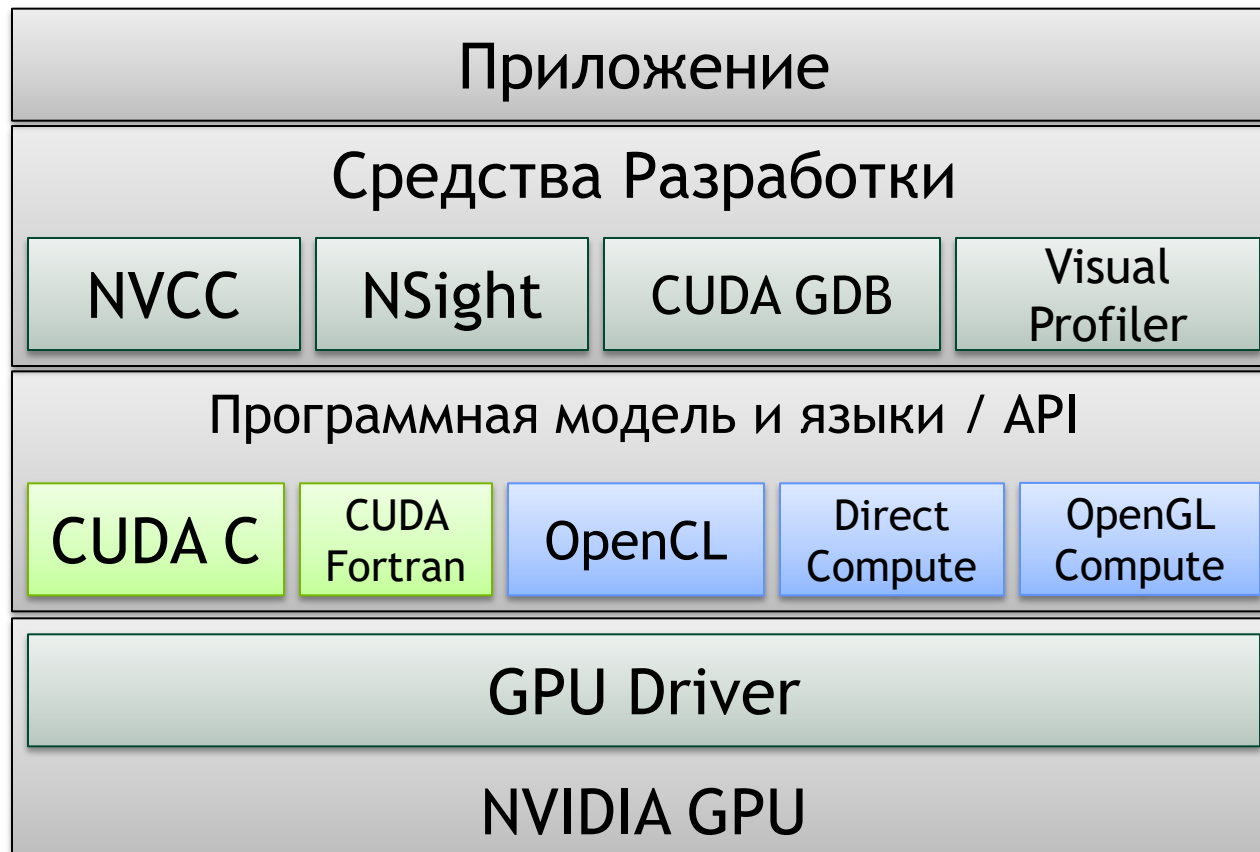 Приложение
Средства Разработки
NVCC
NSight
CUDA GDB
Visual
Profiler
Программная модель и языки / API
CUDA C
CUDA
Fortran
OpenCL
Direct
Compute
OpenGL
Compute
GPU Driver
NVIDIA GPU